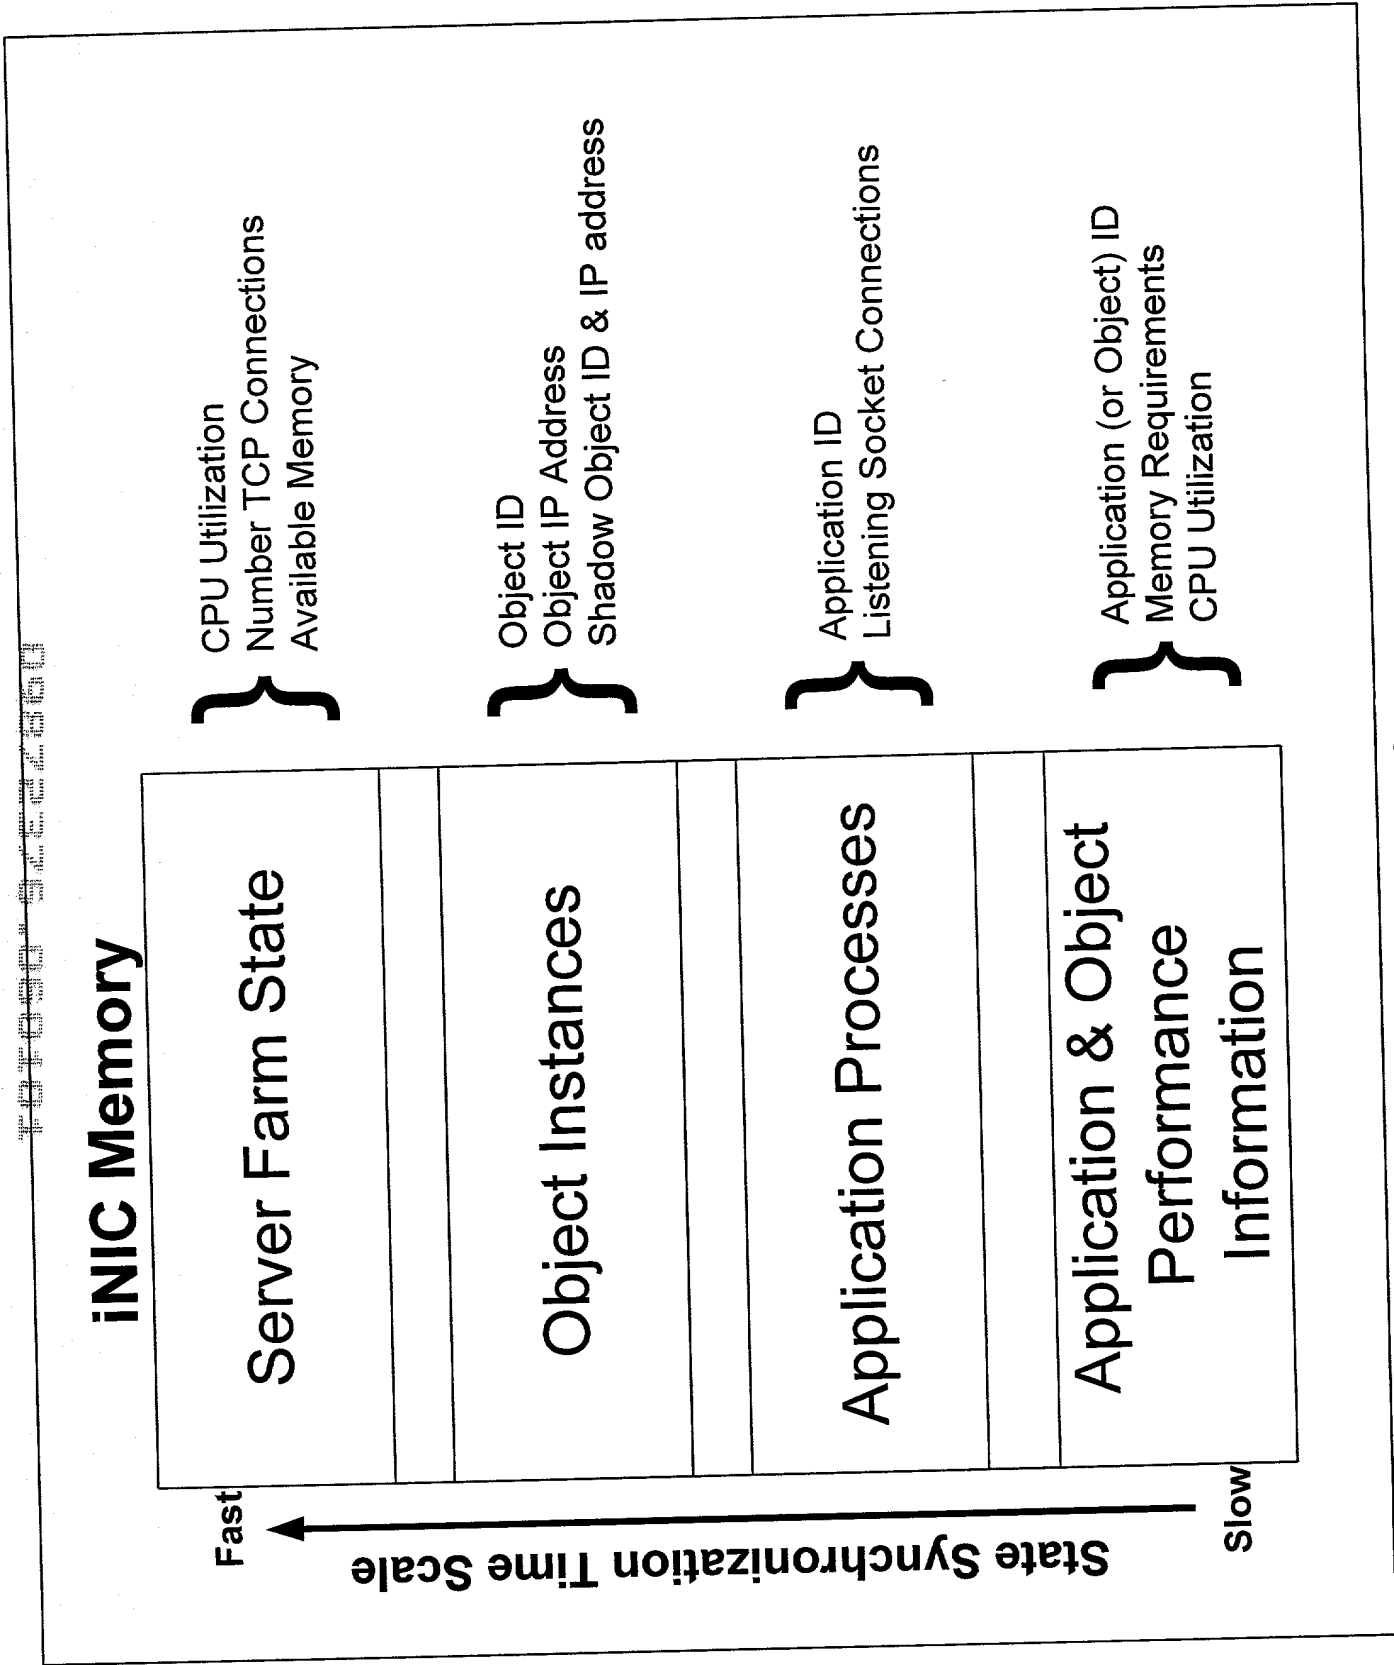 iNIC Memory
Fast
State Synchronization Time Scale
Slow
Server Farm State
CPU Utilization
Number TCP Connections
Available Memory
Object Instances
Object ID
Object IP Address
Shadow Object ID & IP address
Application Processes
Application ID
Listening Socket Connections
Application & Object
Performance
Information
Application (or Object) ID
Memory Requirements
CPU Utilization